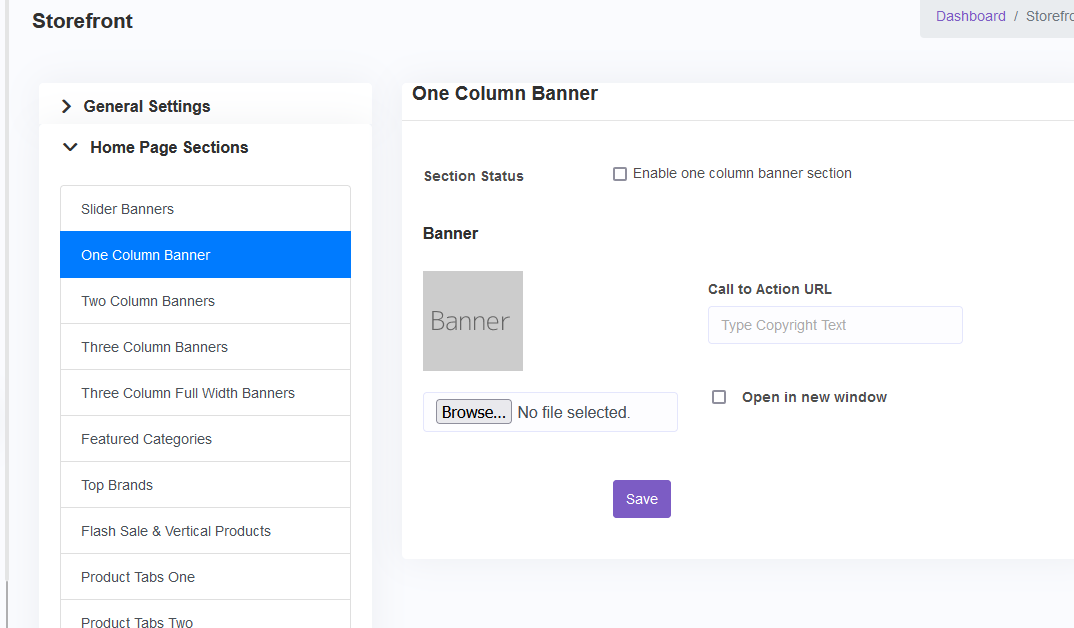 Storefront
Dashboard / Storefro
General Settings
Home Page Sections
Slider Banners
One Column Banner
Two Column Banners
Three Column Banners
Three Column Full Width Banners
Featured Categories
Top Brands
Flash Sale & Vertical Products
Product Tabs One
Product Tabs Two
One Column Banner
Section Status
Enable one column banner section
Banner
Banner
Browse... No file selected.
Call to Action URL
Type Copyright Text
Open in new window
Save